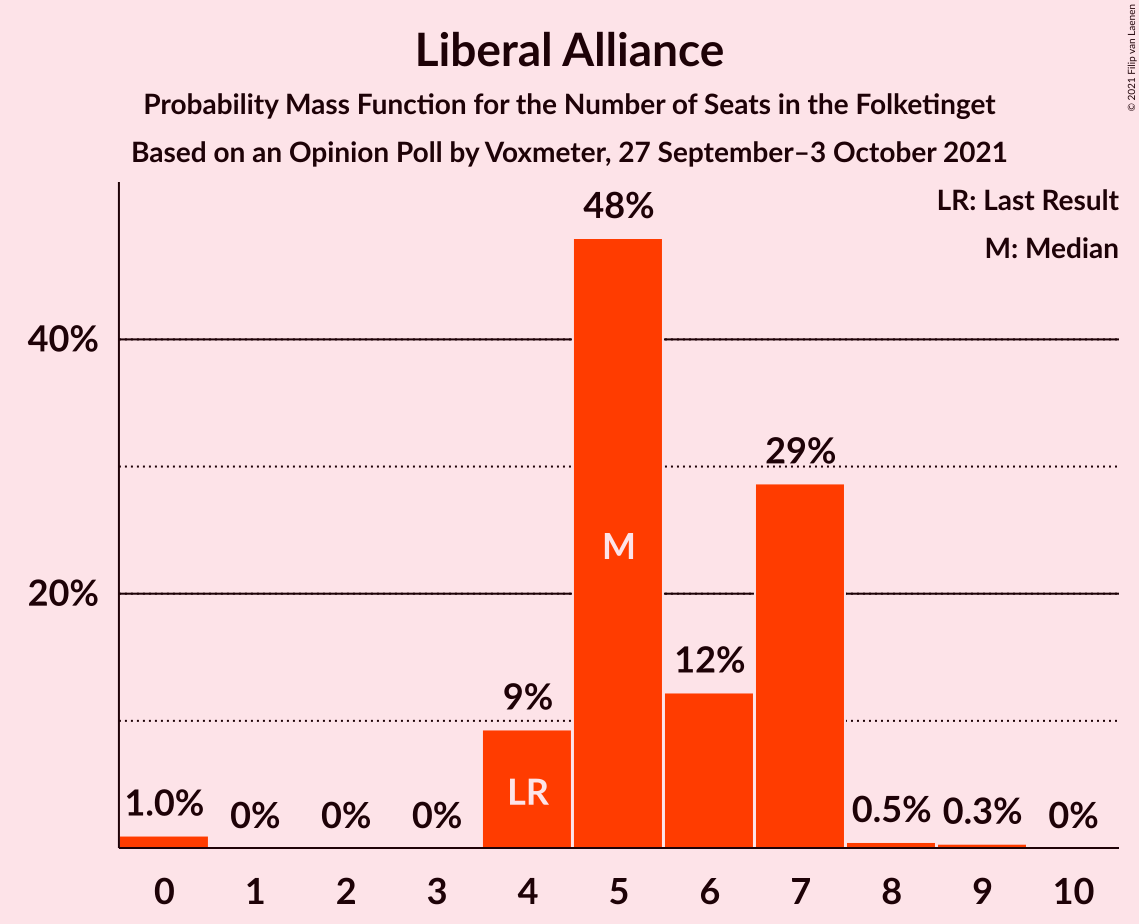 Liberal Alliance
Probability Mass Function for the Number of Seats in the Folketinget
Based on an Opinion Poll by Voxmeter, 27 September–3 October 2021
© 2021 Filip van Laenen
LR: Last Result
M: Median
48%
40%
29%
M
20%
12%
9%
LR
1.0%
0%
0%
0%
0.5%
0.3%
0%
0 1 2 3 4 5 6 7 8 9 10